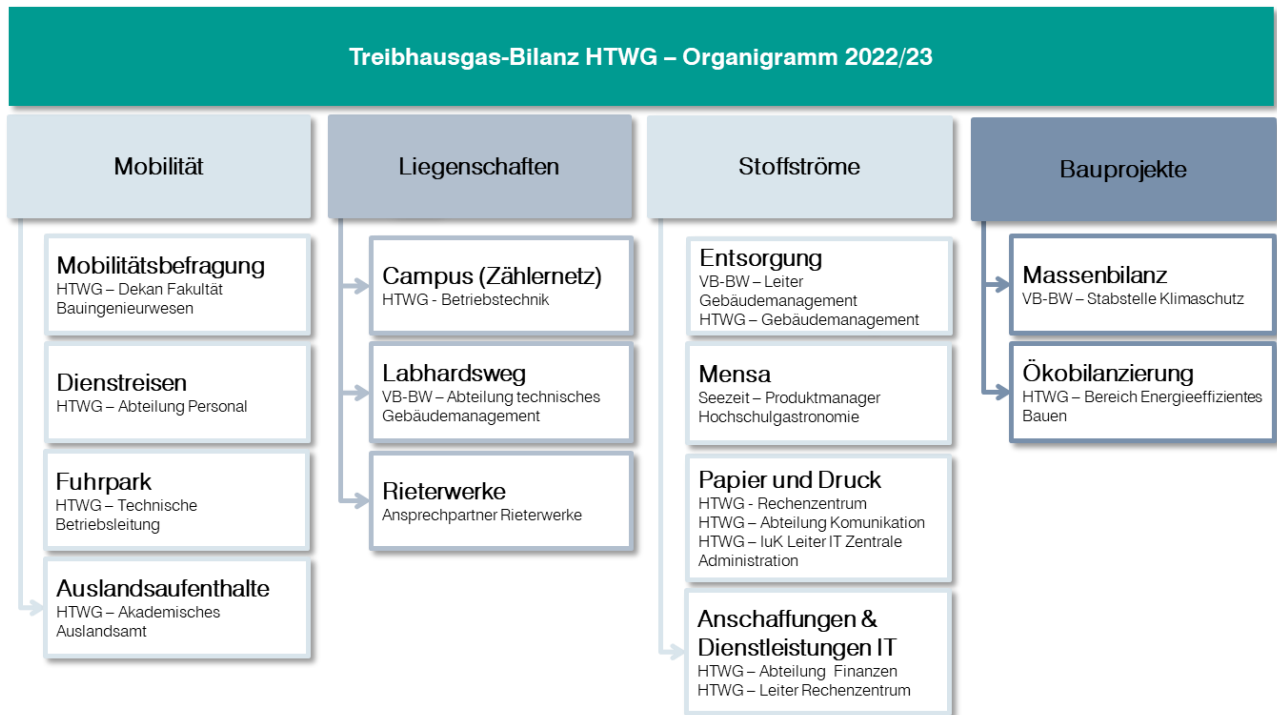 Treibhausgas-Bilanz HTWG – Organigramm 2022/23
Mobilität
Mobilitätsbefragung
HTWG – Dekan Fakultät
Bauingenieurwesen
Dienstreisen
HTWG – Abteilung Personal
Fuhrpark
HTWG – Technische
Betriebsleitung
Auslandsaufenthalte
HTWG – Akademisches
Auslandsamt
Liegenschaften
Campus (Zählernetz)
HTWG - Betriebstechnik
Labhardsweg
VB-BW – Abteilung technisches
Gebäudemanagement
Rieterwerke
Ansprechpartner Rieterwerke
Stoffströme
Entsorgung
VB-BW – Leiter
Gebäudemanagement
HTWG – Gebäudemanagement
Mensa
Seezeit – Produktmanager
Hochschulgastronomie
Papier und Druck
HTWG - Rechenzentrum
HTWG – Abteilung Komunikation
HTWG – IuK Leiter IT Zentrale
Administration
Anschaffungen &
Dienstleistungen IT
HTWG – Abteilung Finanzen
HTWG – Leiter Rechenzentrum
Bauprojekte
Massenbilanz
VB-BW – Stabstelle Klimaschutz
Ökobilanzierung
HTWG – Bereich Energieeffizientes
Bauen